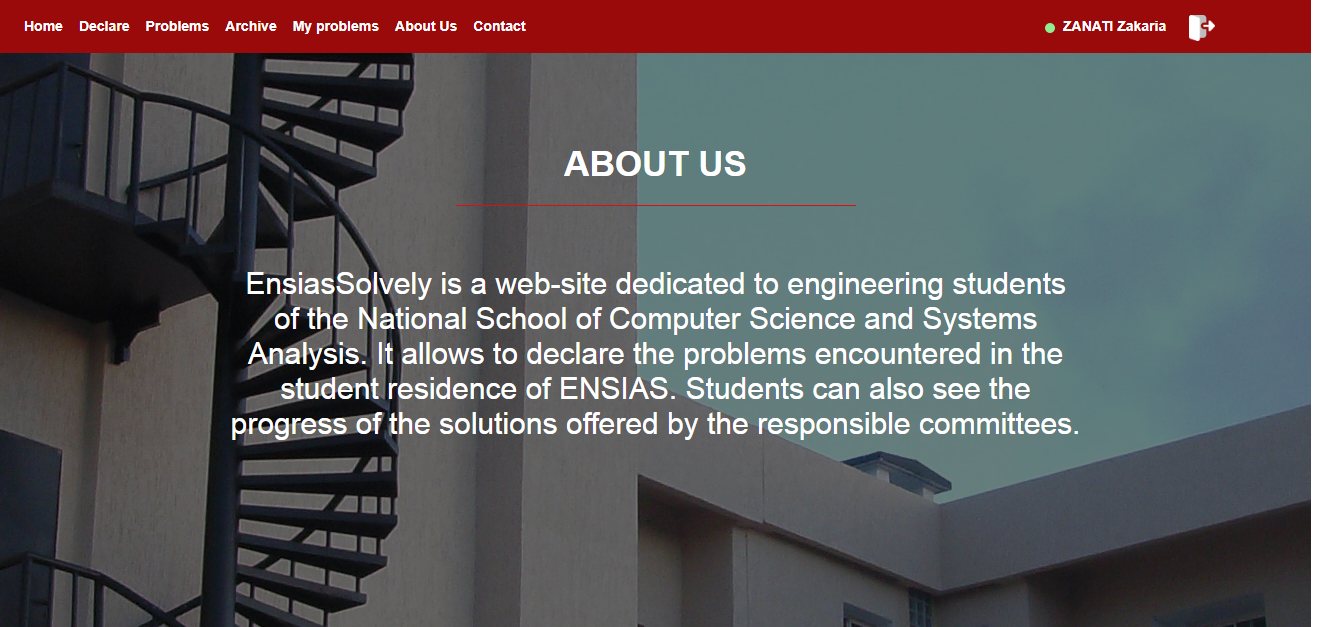 Home Declare Problems Archive My problems About Us Contact ZANATI Zakaria
ABOUT US
EnsiasSolvely is a web-site dedicated to engineering students
of the National School of Computer Science and Systems
Analysis. It allows to declare the problems encountered in the
student residence of ENSIAS. Students can also see the
progress of the solutions offered by the responsible committees.